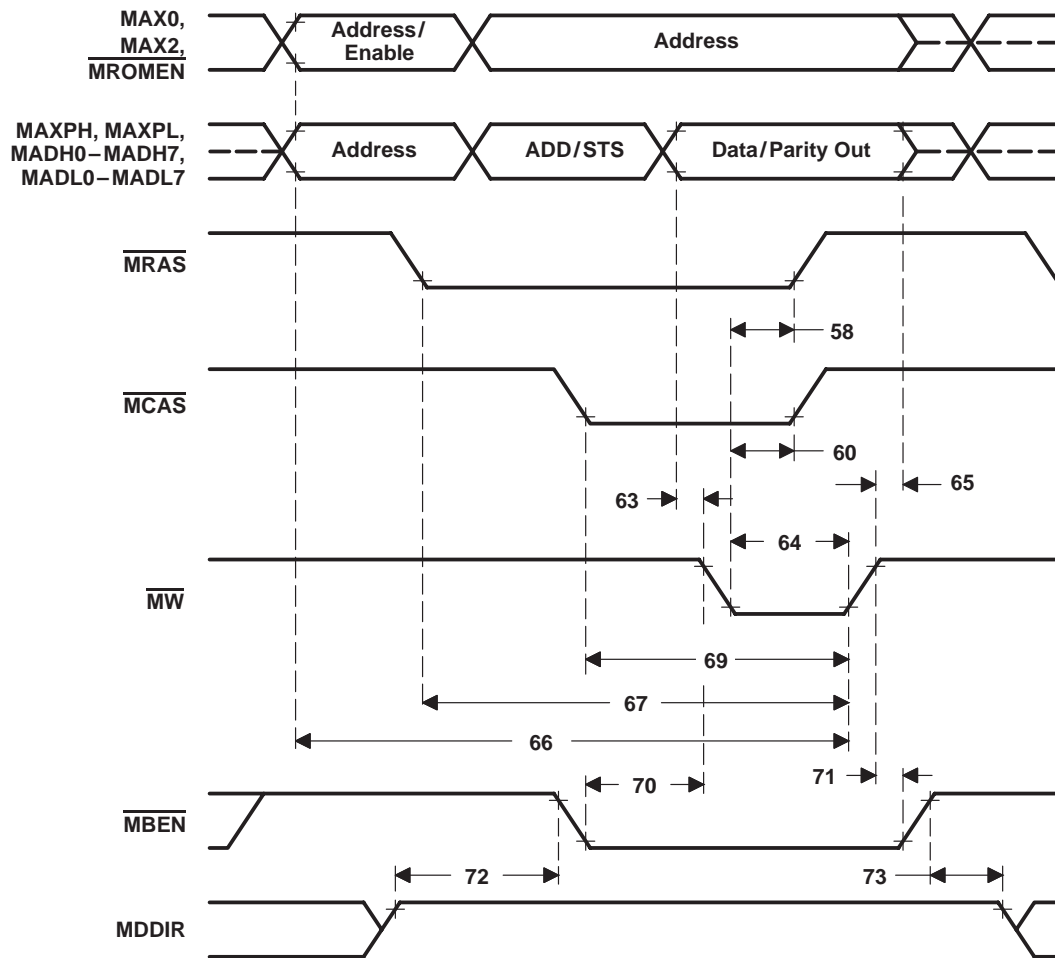 MAX0,
MAX2,
MROMEN
Address/
Enable
Address
MAXPH, MAXPL,
MADH0–MADH7,
MADL0–MADL7
Address
ADD/STS
Data/Parity Out
MRAS
58
MCAS
60
63
65
64
MW
69
67
66
70
71
MBEN
72
73
MDDIR